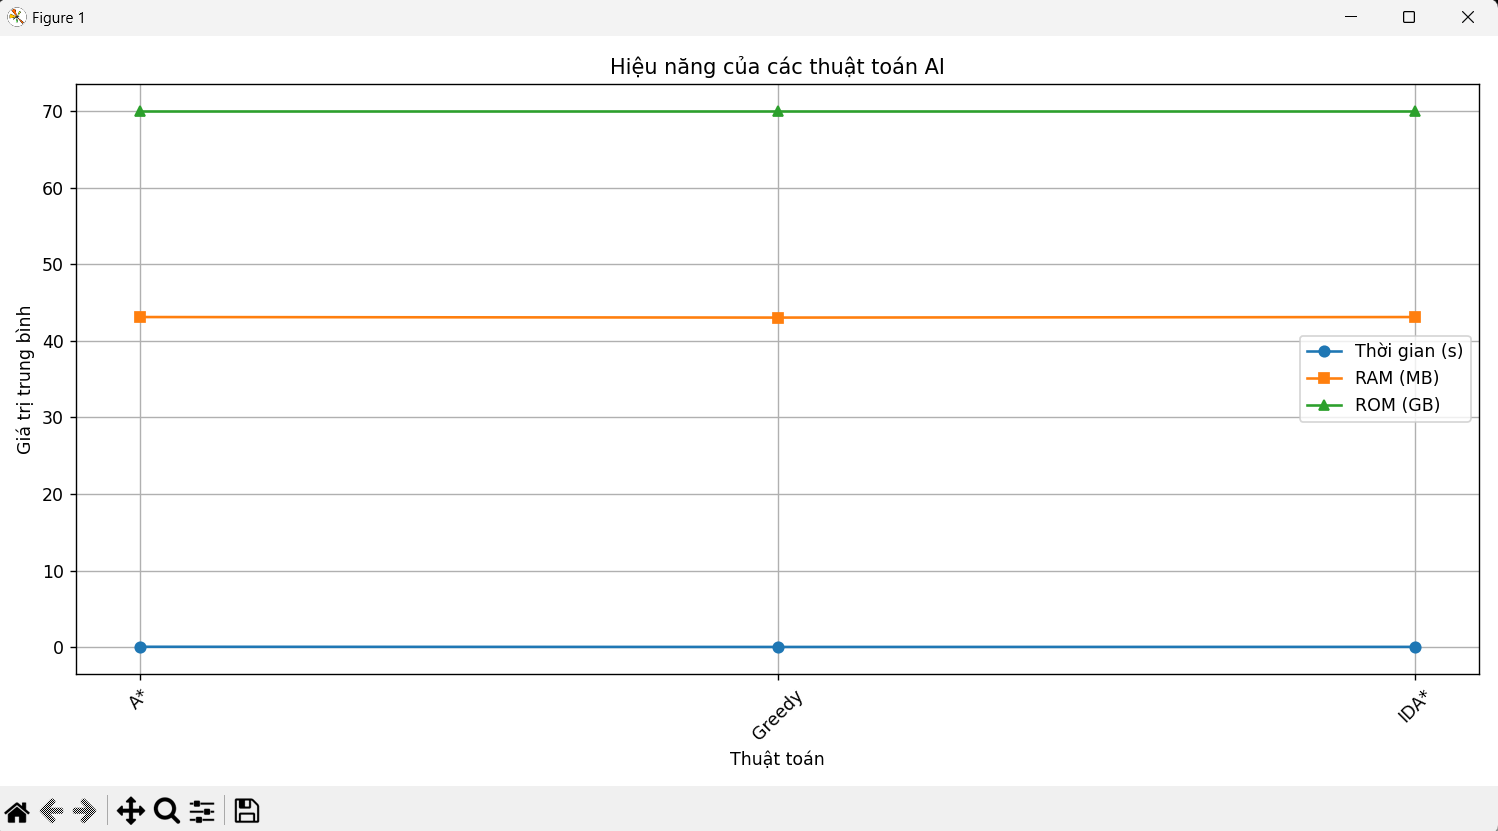 Figure 1
Hiệu năng của các thuật toán AI
70
60
50
40
30
20
10
0
Giá trị trung bình
Thời gian (s)
RAM (MB)
ROM (GB)
A*
Greedy
IDA*
Thuật toán